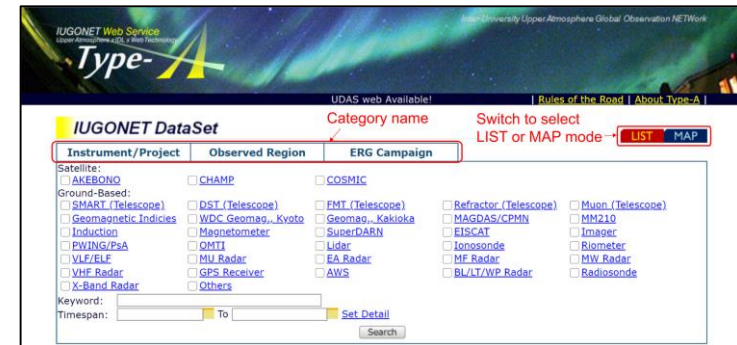 Inter-University Upper Atmosphere Global Observation NETWork
IUGONET Web Service
Upper Atmosphere x IDL x Web Technology
Type-A
UDAS web Available! | Rules of the Road | About Type-A |
IUGONET DataSet
Category name
Switch to select
LIST or MAP mode
LIST MAP
Instrument/Project Observed Region ERG Campaign
Satellite:
AKEBONO CHAMP COSMIC
Ground-Based:
SMART (Telescope) DST (Telescope) FMT (Telescope) Refractor (Telescope) Muon (Telescope)
Geomagnetic Indicies WDC Geomag., Kyoto Geomag., Kakioka MAGDAS/CPMN MM210
Induction Magnetometer SuperDARN EISCAT Imager
PWING/PsA OMTI Lidar Ionosonde Riometer
VLF/ELF MU Radar EA Radar MF Radar MW Radar
VHF Radar GPS Receiver AWS BL/LT/WP Radar Radiosonde
X-Band Radar Others
Keyword:
Timespan: To Set Detail
Search